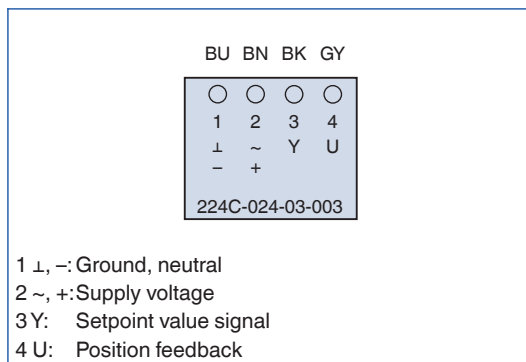 BU BN BK GY
1 2 3 4
⊥ ~ Y U
– +
224C-024-03-003
1 ⊥, –: Ground, neutral
2 ~, +: Supply voltage
3 Y: Setpoint value signal
4 U: Position feedback